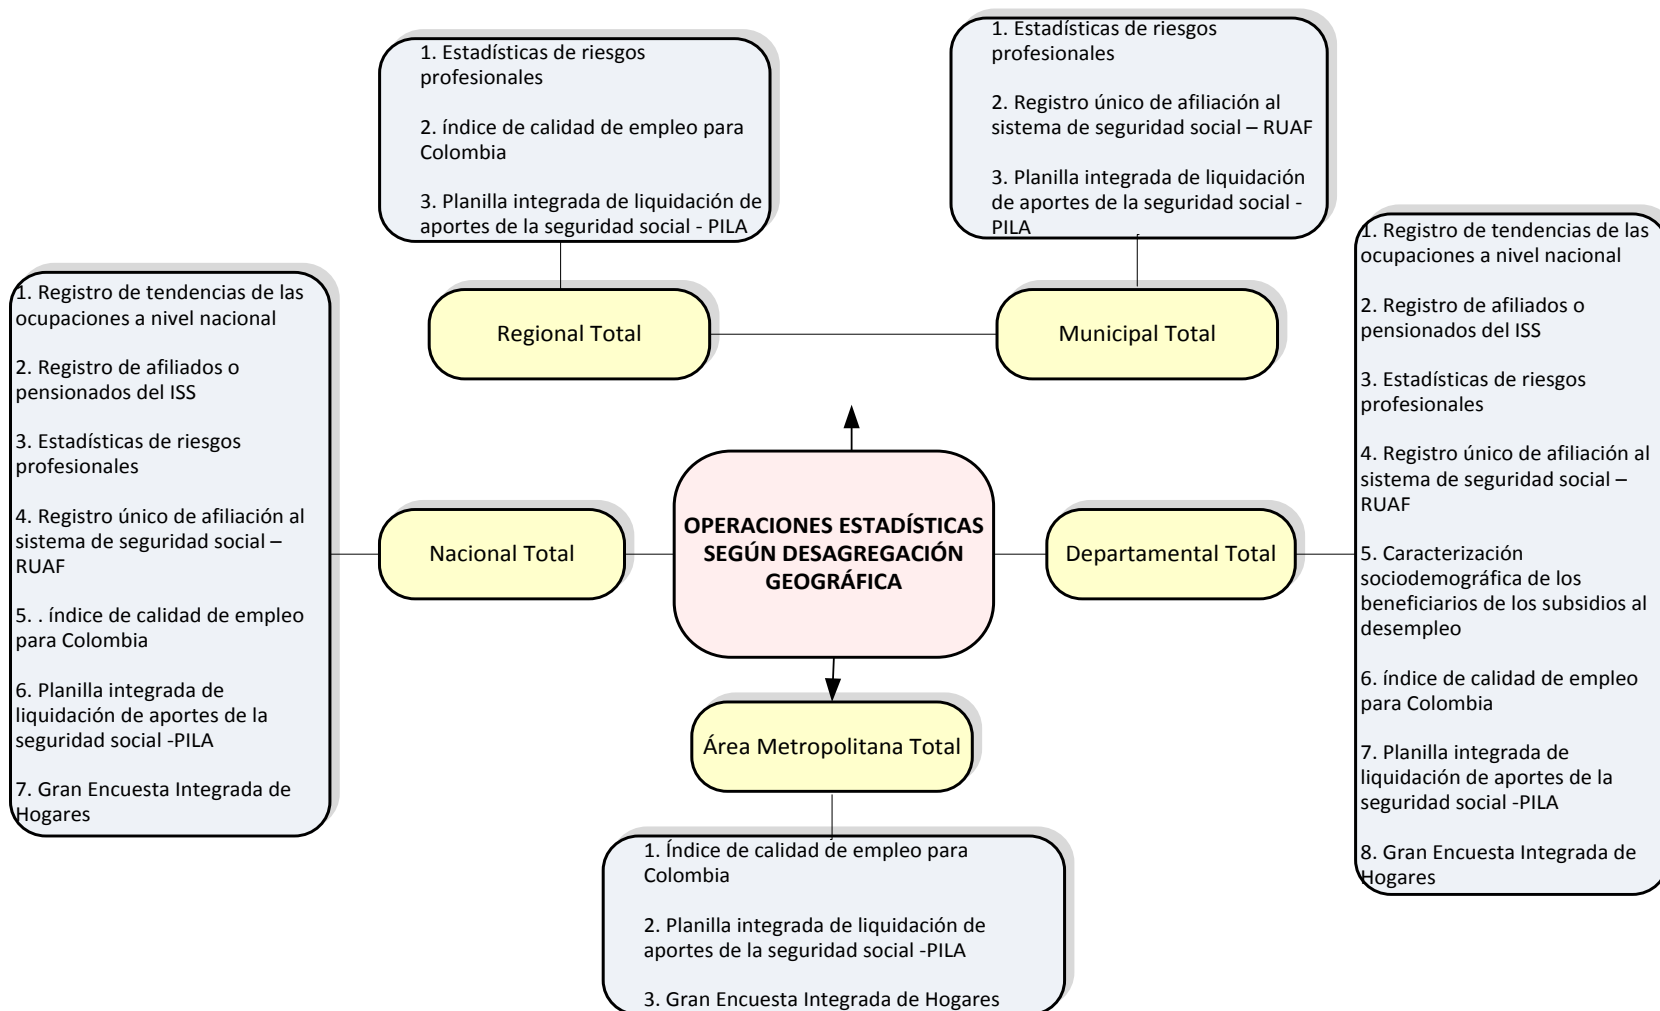 1. Estadísticas de riesgos
profesionales
2. índice de calidad de empleo para
Colombia
3. Planilla integrada de liquidación de
aportes de la seguridad social - PILA
1. Estadísticas de riesgos
profesionales
2. Registro único de afiliación al
sistema de seguridad social – RUAF
3. Planilla integrada de liquidación
de aportes de la seguridad social -
PILA
Regional Total
Municipal Total
1. Registro de tendencias de las
ocupaciones a nivel nacional
2. Registro de afiliados o
pensionados del ISS
3. Estadísticas de riesgos
profesionales
4. Registro único de afiliación al
sistema de seguridad social –
RUAF
5. . índice de calidad de empleo
para Colombia
6. Planilla integrada de
liquidación de aportes de la
seguridad social -PILA
7. Gran Encuesta Integrada de
Hogares
Nacional Total
OPERACIONES ESTADÍSTICAS
SEGÚN DESAGREGACIÓN
GEOGRÁFICA
Departamental Total
1. Registro de tendencias de las
ocupaciones a nivel nacional
2. Registro de afiliados o
pensionados del ISS
3. Estadísticas de riesgos
profesionales
4. Registro único de afiliación al
sistema de seguridad social –
RUAF
5. Caracterización
sociodemográfica de los
beneficiarios de los subsidios al
desempleo
6. índice de calidad de empleo
para Colombia
7. Planilla integrada de
liquidación de aportes de la
seguridad social -PILA
8. Gran Encuesta Integrada de
Hogares
Área Metropolitana Total
1. Índice de calidad de empleo para
Colombia
2. Planilla integrada de liquidación de
aportes de la seguridad social -PILA
3. Gran Encuesta Integrada de Hogares